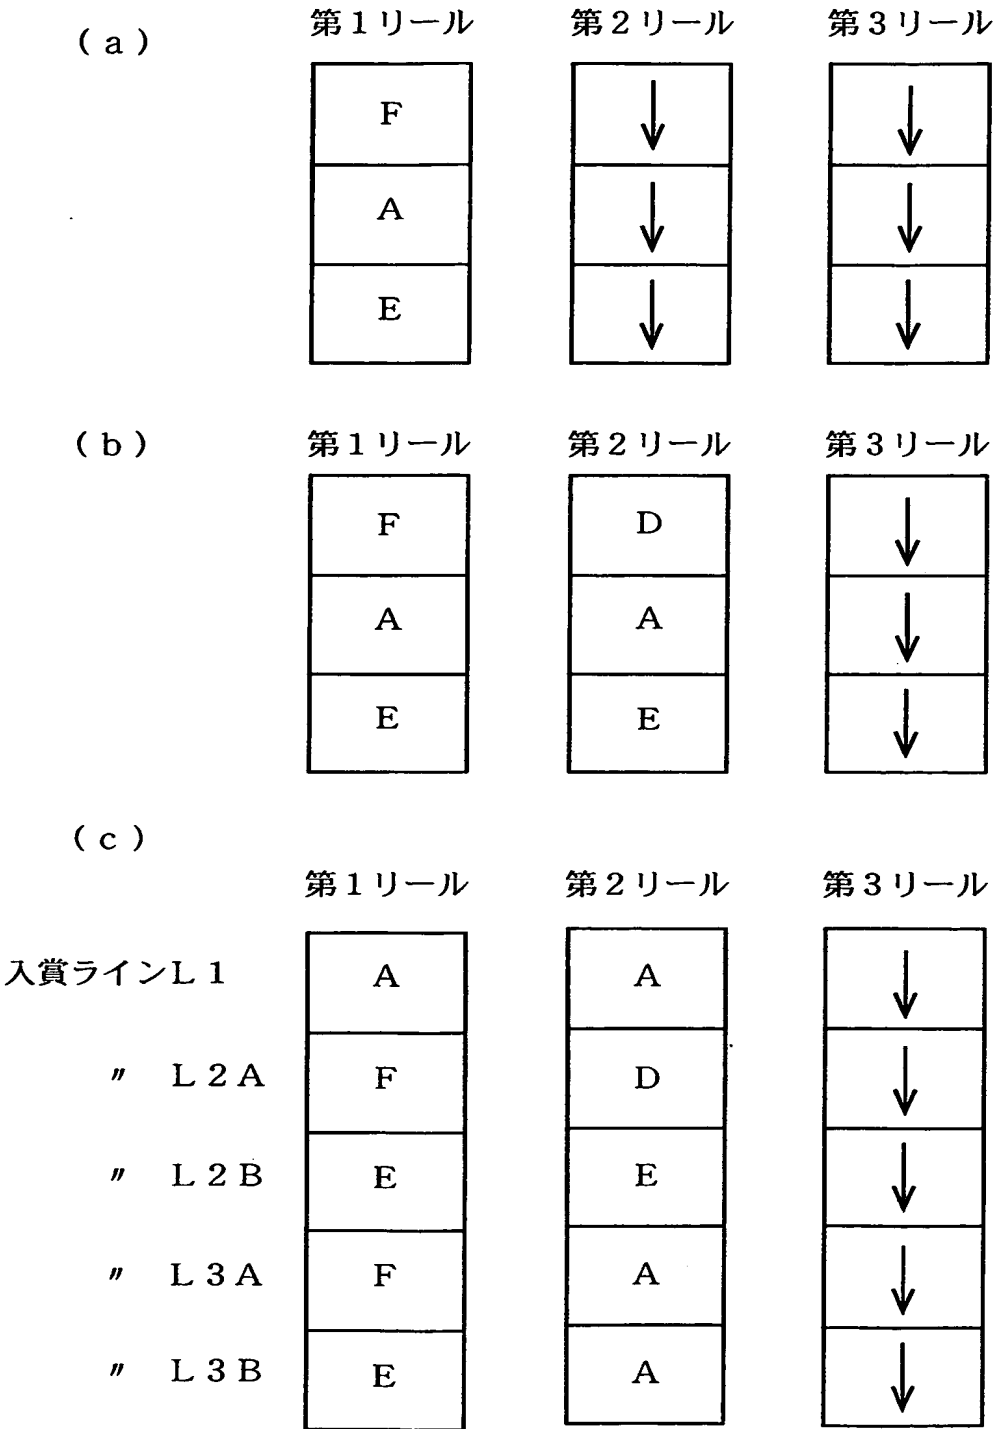 (a)
第1リール 第2リール 第3リール
F ↓ ↓
A ↓ ↓
E ↓ ↓
(b)
第1リール 第2リール 第3リール
F D ↓
A A ↓
E E ↓
(c)
第1リール 第2リール 第3リール
入賞ラインL1 A A ↓
〃 L2A F D ↓
〃 L2B E E ↓
〃 L3A F A ↓
〃 L3B E A ↓